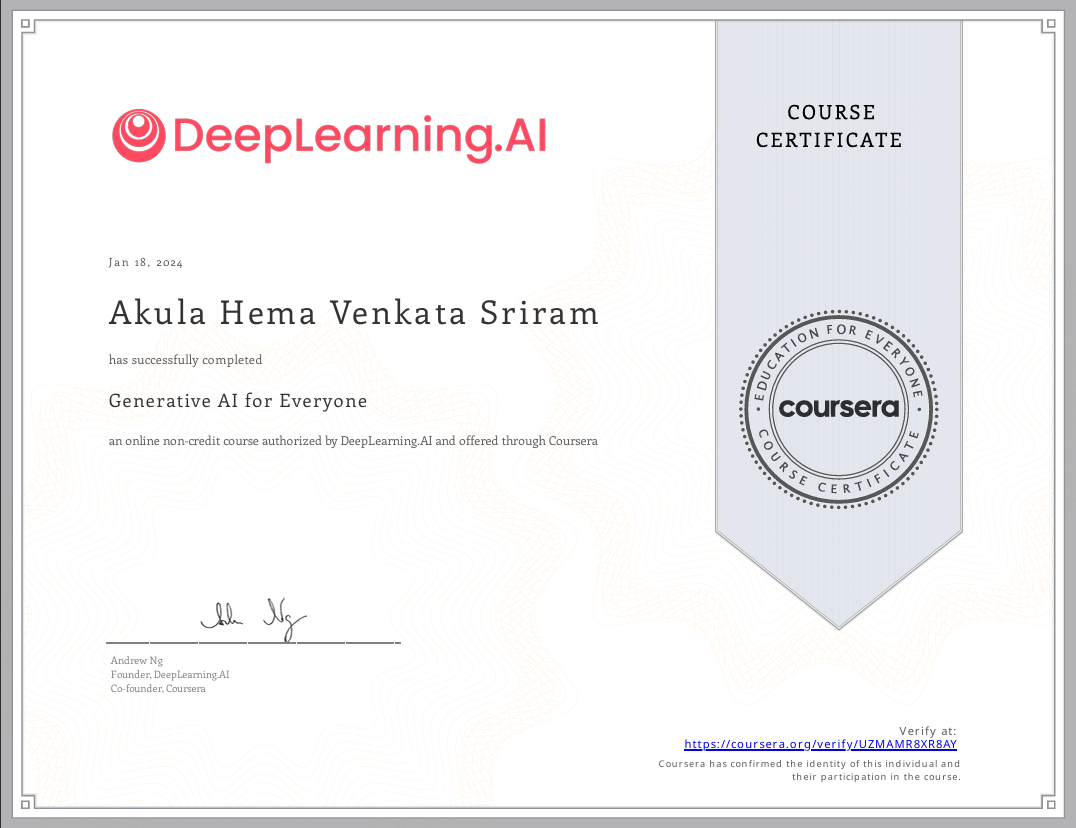 DeepLearning.AI
COURSE
CERTIFICATE
Jan 18, 2024
Akula Hema Venkata Sriram
has successfully completed
Generative AI for Everyone
an online non-credit course authorized by DeepLearning.AI and offered through Coursera
EDUCATION FOR EVERYONE
coursera
COURSE CERTIFICATE
Andrew Ng
Founder, DeepLearning.AI
Co-founder, Coursera
Verify at:
https://coursera.org/verify/UZMAMR8XR8AY
Coursera has confirmed the identity of this individual and
their participation in the course.